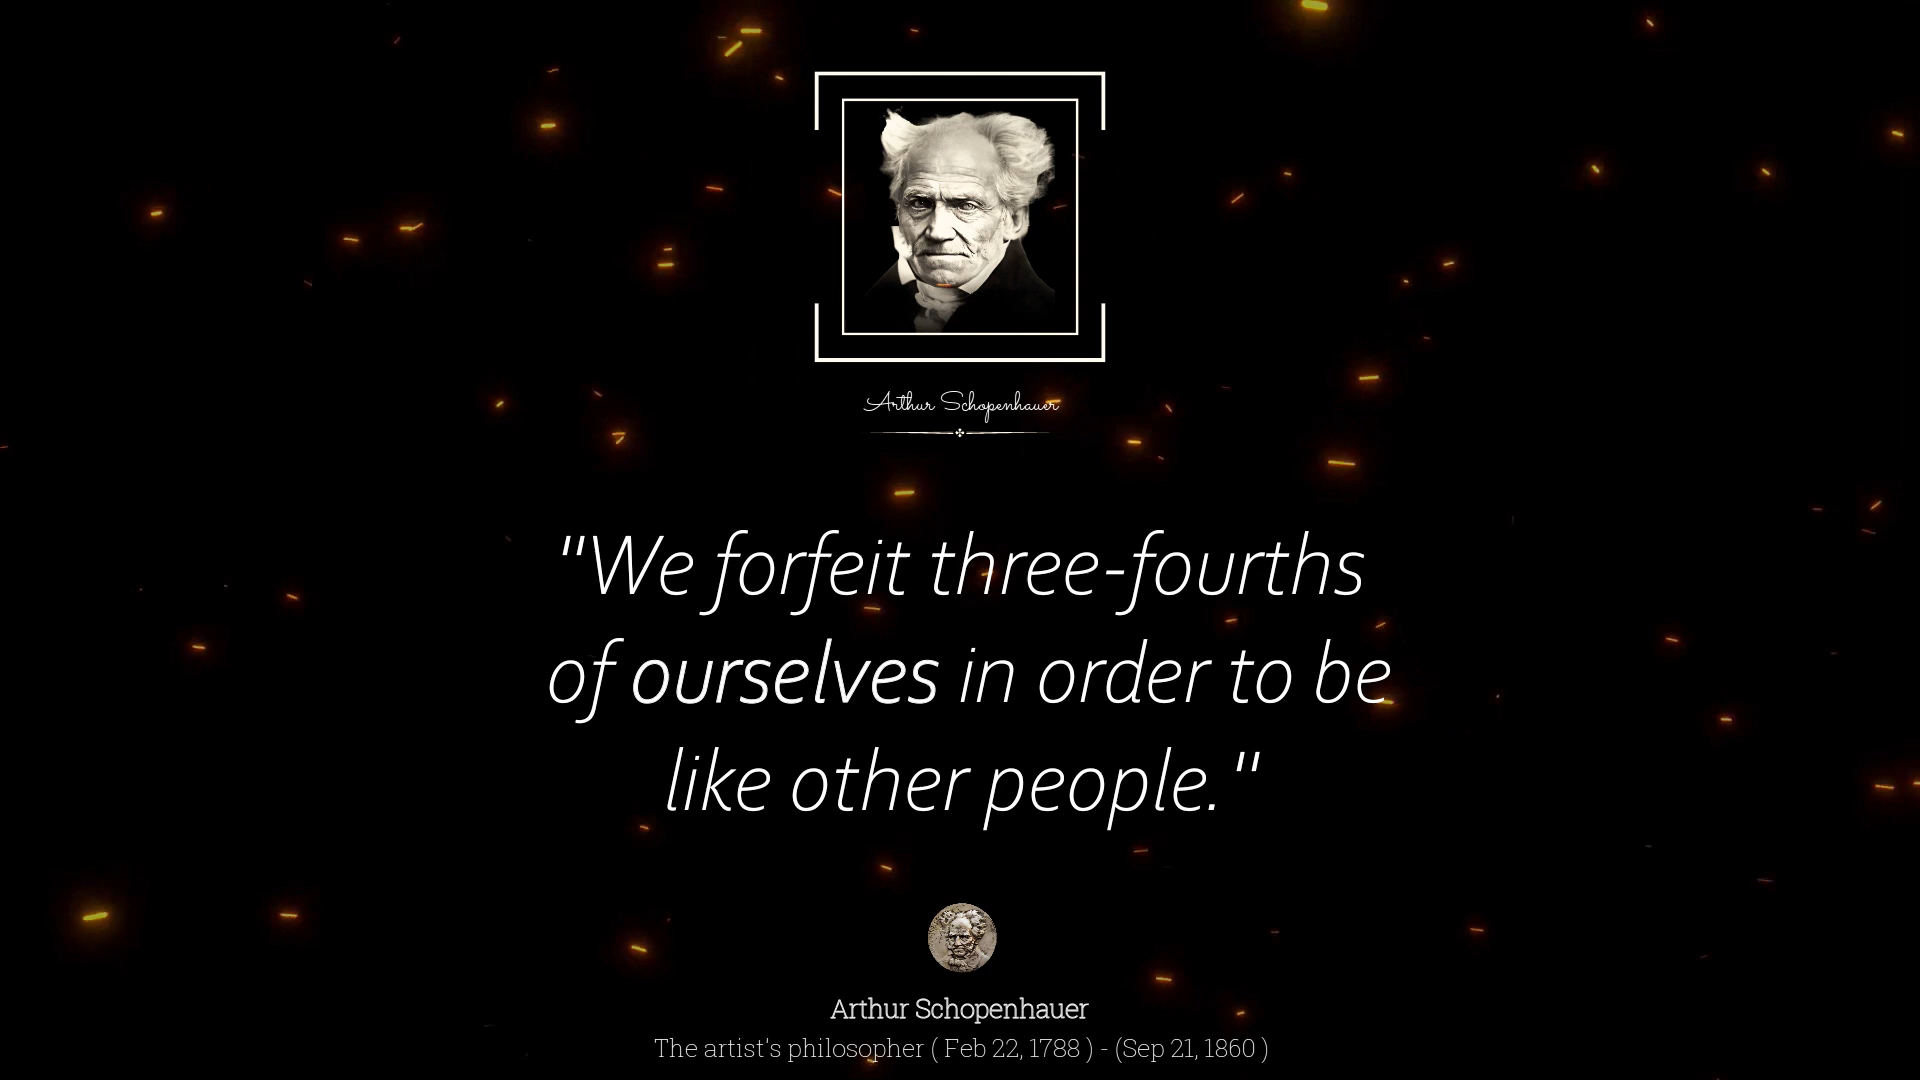 Arthur Schopenhauer
"We forfeit three-fourths
of ourselves in order to be
like other people."
Arthur Schopenhauer
The artist's philosopher ( Feb 22, 1788 ) - (Sep 21, 1860 )